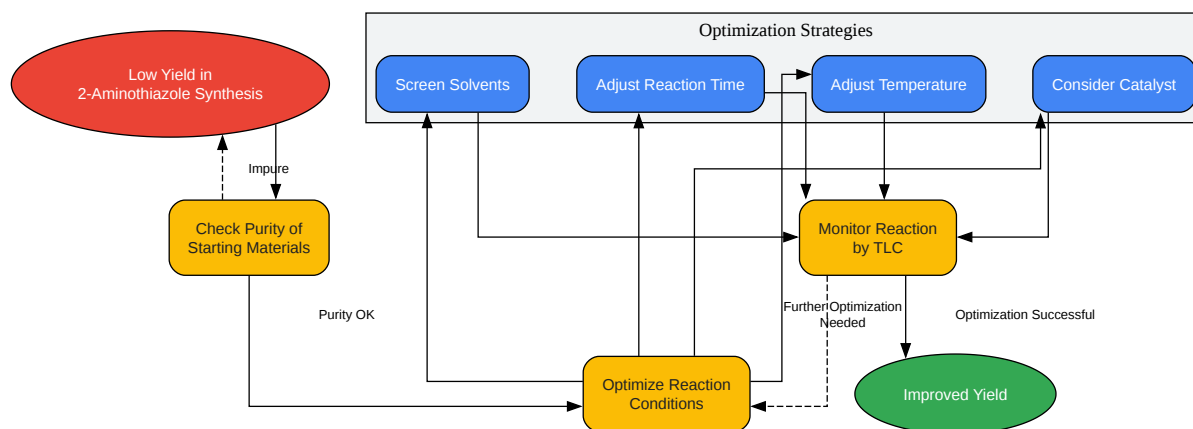 Optimization Strategies
Low Yield in
2-Aminothiazole Synthesis
Screen Solvents
Adjust Reaction Time
Adjust Temperature
Consider Catalyst
Impure
Check Purity of
Starting Materials
Monitor Reaction
by TLC
Purity OK
Further Optimization
Needed
Optimization Successful
Optimize Reaction
Conditions
Improved Yield